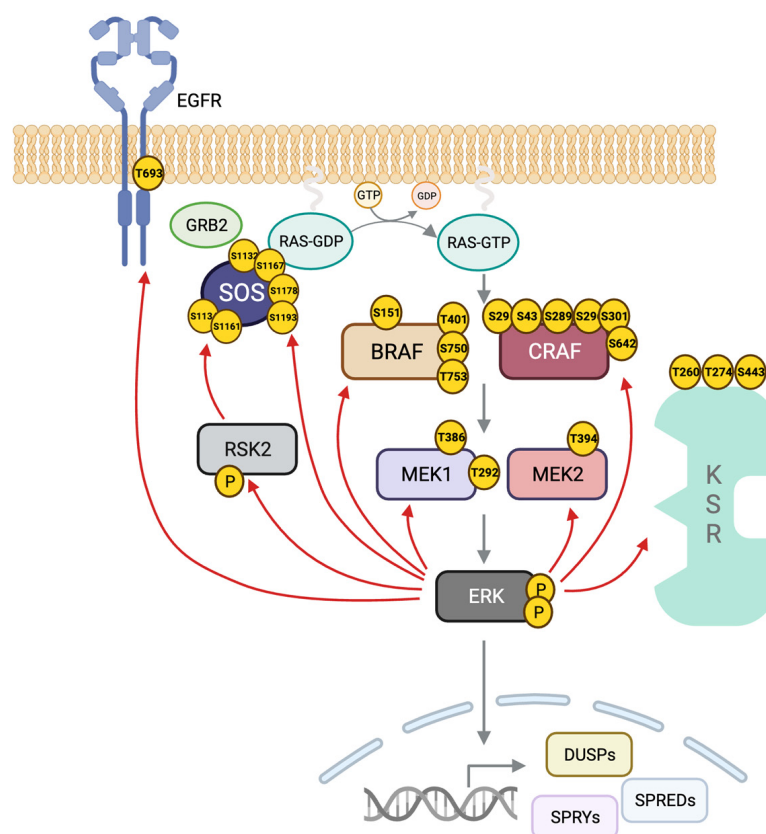 EGFR
T693
GTP
GDP
GRB2
RAS-GDP
RAS-GTP
S1132
S1167
SOS
S1178
S113
S1161
S1193
S151
T401
BRAF
S750
T753
S29
S43
S289
S29
S301
CRAF
S642
T260
T274
S443
RSK2
P
T386
MEK1
T292
T394
MEK2
K
S
R
ERK
P
P
DUSPs
SPREDs
SPRYs